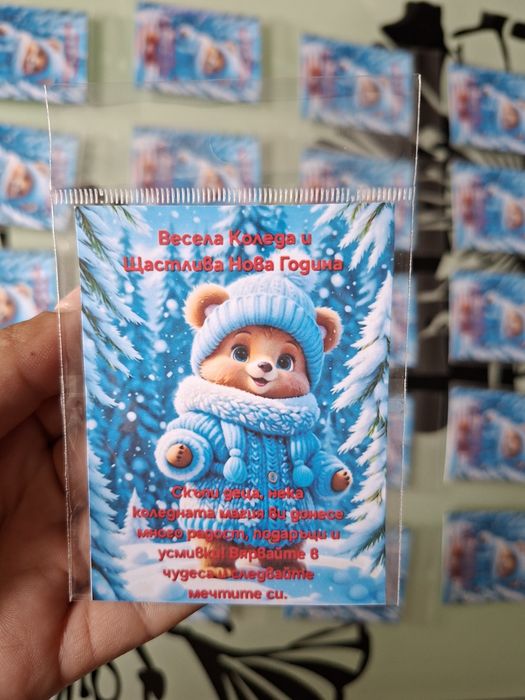 Весела Коледа и
Щастлива Нова Година
Скъпи деца, нека
коледната магия ви донесе
много радост, подаръци и
усмивки! Вярвайте в
чудеса и следвайте
мечтите си.